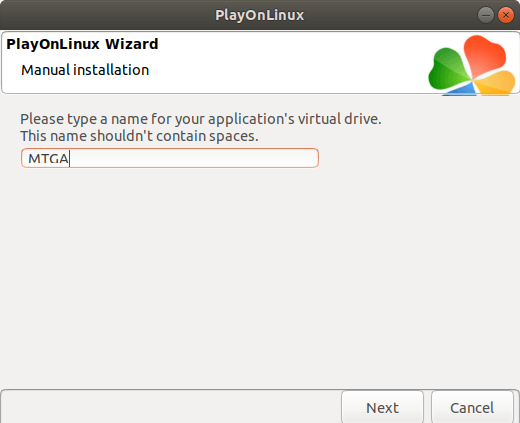 PlayOnLinux
PlayOnLinux Wizard
Manual installation
Please type a name for your application's virtual drive.
This name shouldn't contain spaces.
MTGA
Next Cancel